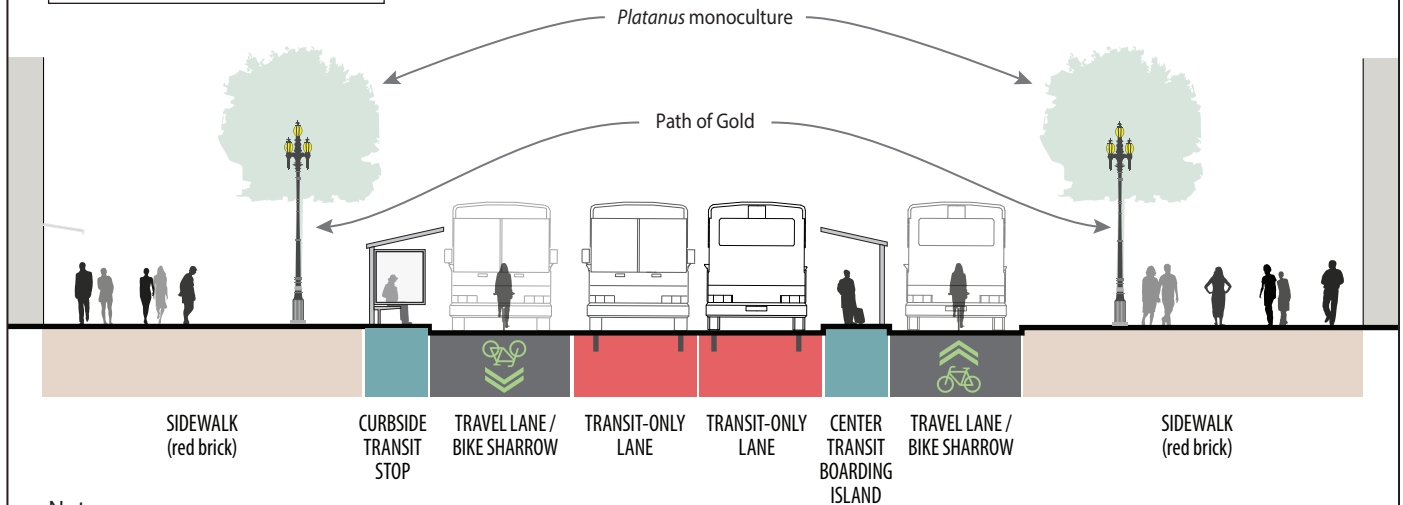 Platanus monoculture
Path of Gold
SIDEWALK
(red brick)
CURBSIDE
TRANSIT
STOP
TRAVEL LANE /
BIKE SHARROW
TRANSIT-ONLY
LANE
TRANSIT-ONLY
LANE
CENTER
TRANSIT
BOARDING
ISLAND
TRAVEL LANE /
BIKE SHARROW
SIDEWALK
(red brick)